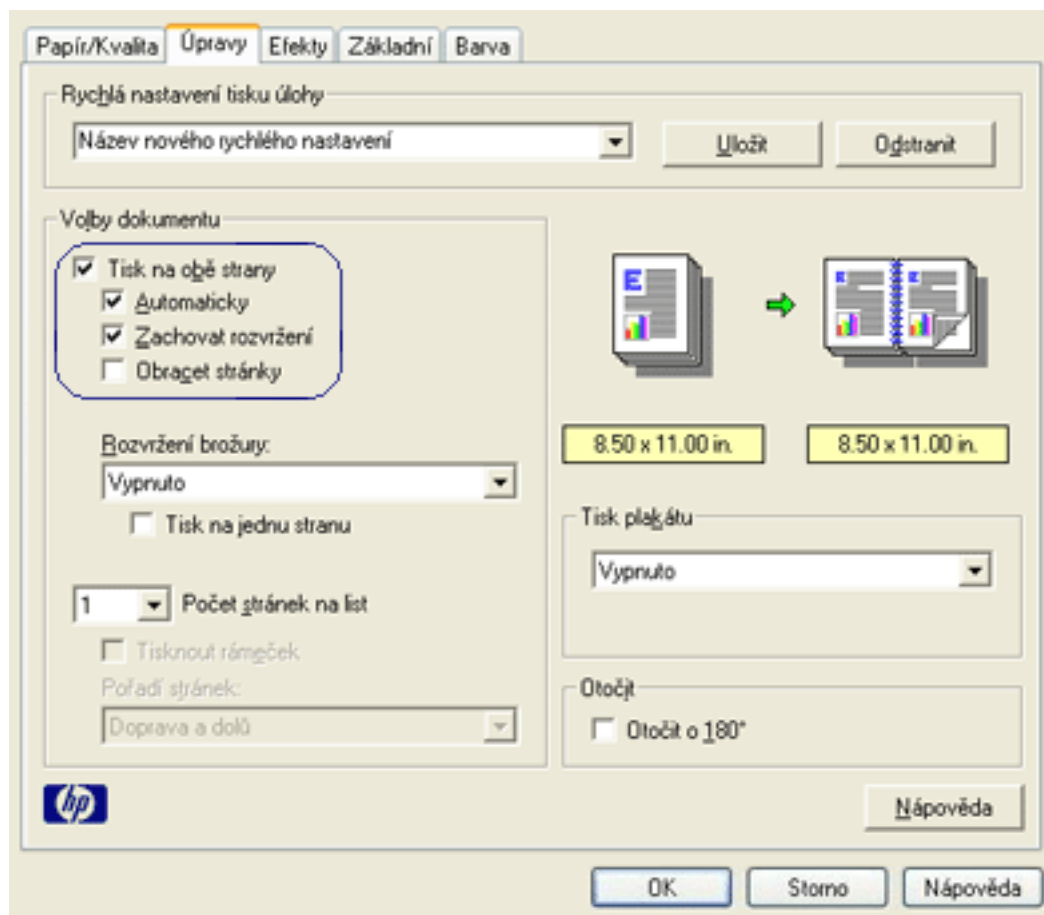 Papír/Kvalita Úpravy Efekty Základní Barva
Rychlá nastavení tisku úlohy
Název nového rychlého nastavení Uložit Odstranit
Volby dokumentu
Tisk na obě strany
Automaticky
Zachovat rozvržení
Obracet stránky
E E E
Rozvržení brožury:
Vypnuto
Tisk na jednu stranu
1 Počet stránek na list
Tisknout rámeček
Pořadí stránek:
Doprava a dolů
8.50 x 11.00 in. 8.50 x 11.00 in.
Tisk plakátu
Vypnuto
Otočit
Otočit o 180°
hp
Nápověda
OK Storno Nápověda